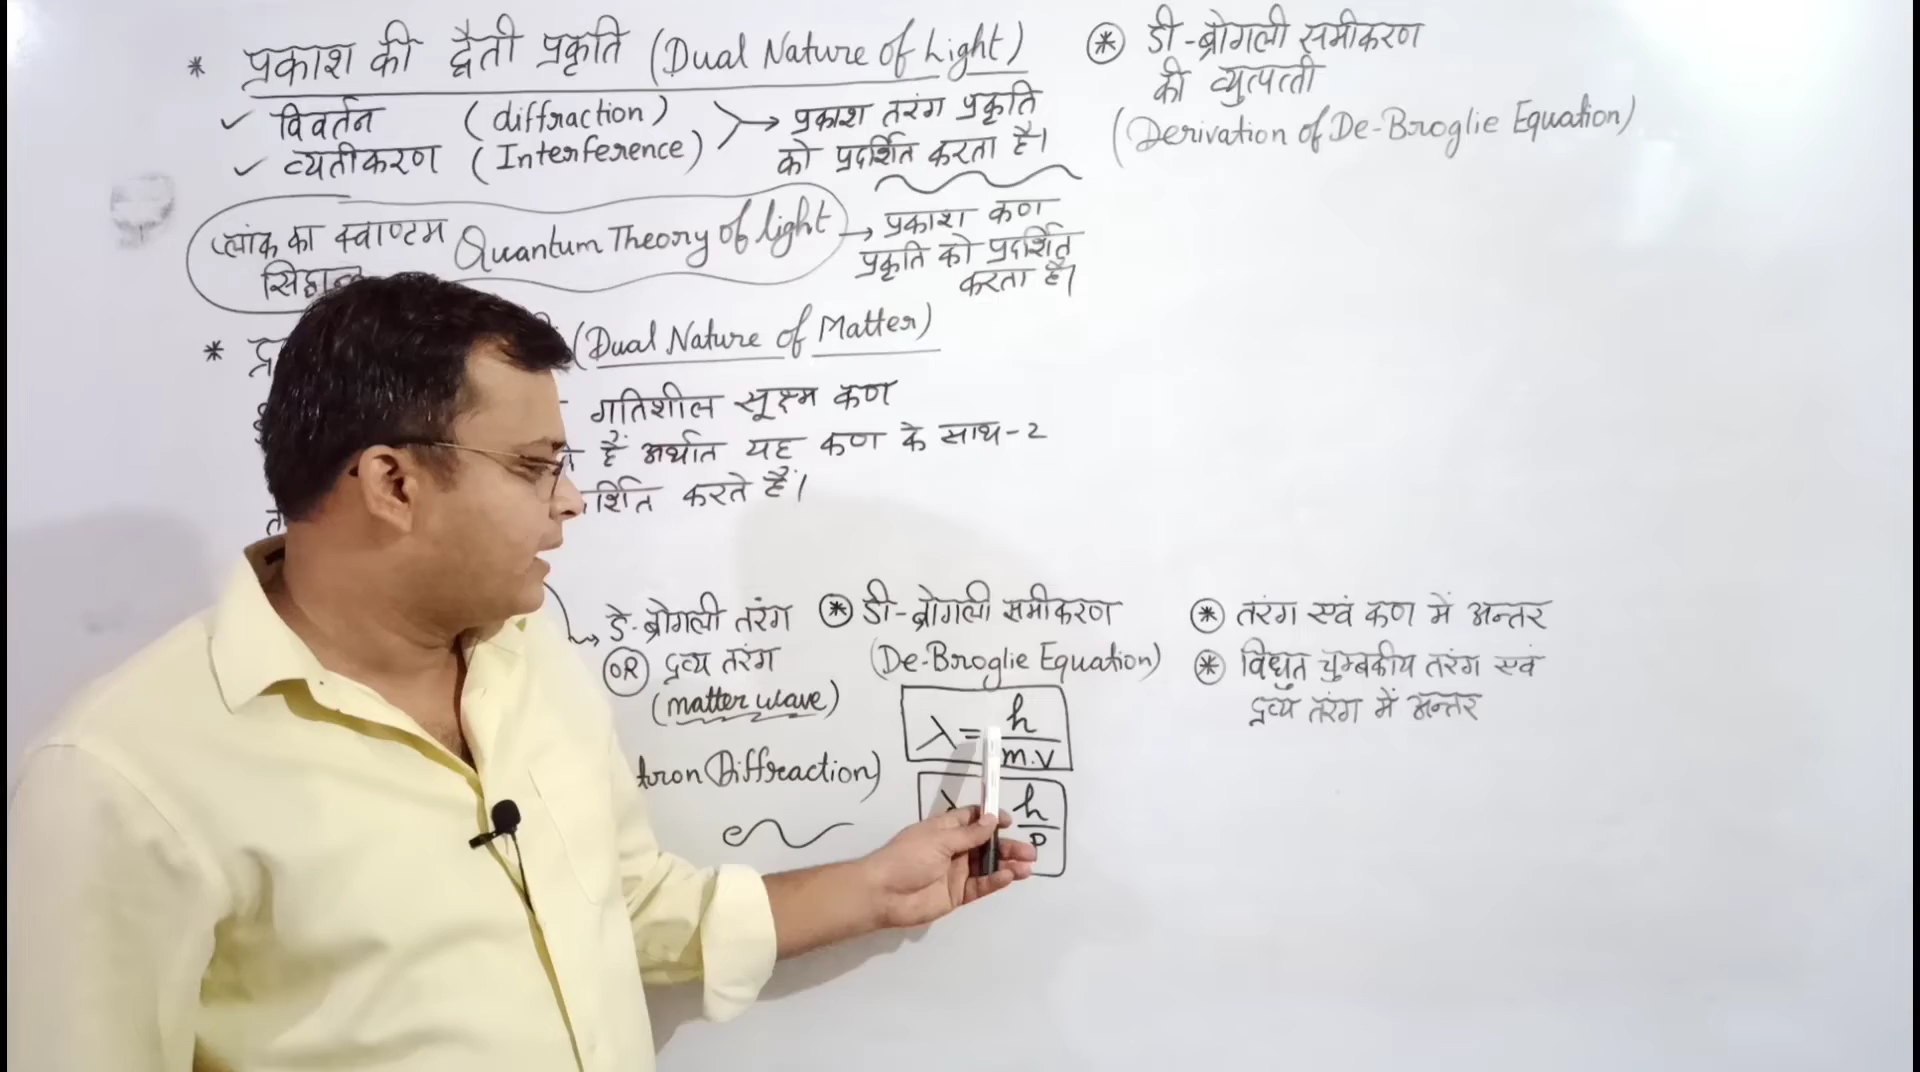 * प्रकाश की द्वैती प्रकृति (Dual Nature of Light)
✓ विवर्तन (diffraction)
✓ व्यतीकरण (Interference)
→ प्रकाश तरंग प्रकृति
को प्रदर्शित करता है।
प्लांक का क्वाण्टम Quantum Theory of light
सिद्धान्त
→ प्रकाश कण
प्रकृति को प्रदर्शित
करता है।
* (Dual Nature of Matter)
गतिशील सूक्ष्म कण
हैं अर्थात यह कण के साथ-2
करते हैं।
डे-ब्रोगली तरंग
OR द्रव्य तरंग
(matter wave)
Diffraction)
* डी-ब्रोगली समीकरण
(De-Broglie Equation)
λ = h/m.v
λ h/p
* डी-ब्रोगली समीकरण
की व्युत्पत्ती
(Derivation of De-Broglie Equation)
* तरंग एवं कण में अन्तर
* विधुत चुम्बकीय तरंग एवं
द्रव्य तरंग में अन्तर